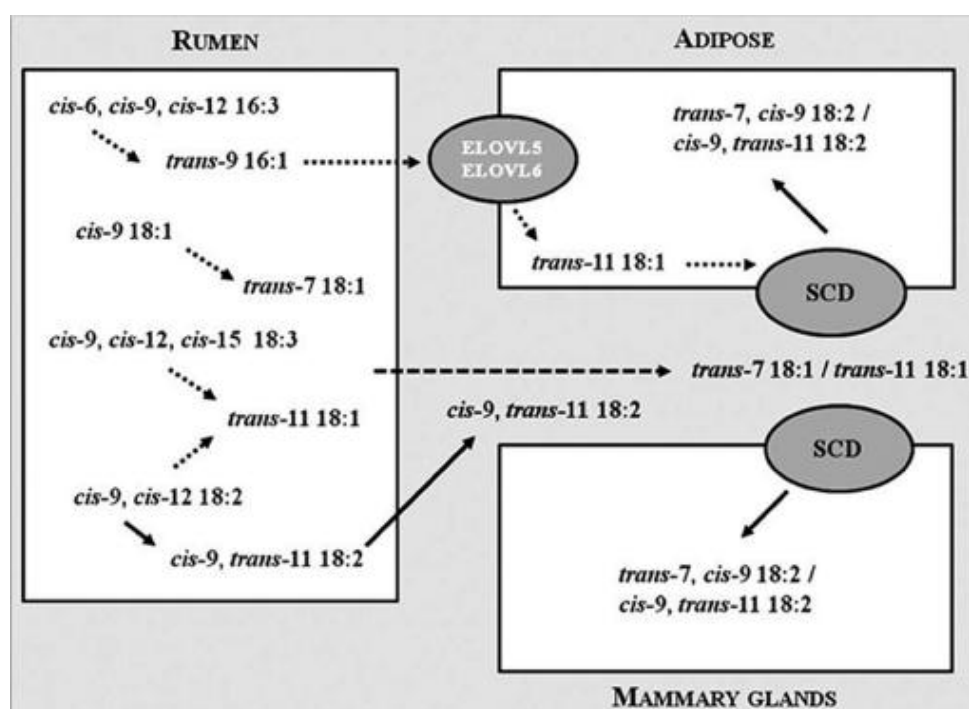 RUMEN
cis-6, cis-9, cis-12 16:3
trans-9 16:1
cis-9 18:1
trans-7 18:1
cis-9, cis-12, cis-15 18:3
trans-11 18:1
cis-9, cis-12 18:2
cis-9, trans-11 18:2
ADIPOSE
ELOVL5
ELOVL6
trans-7, cis-9 18:2 /
cis-9, trans-11 18:2
trans-11 18:1
SCD
trans-7 18:1 / trans-11 18:1
cis-9, trans-11 18:2
SCD
trans-7, cis-9 18:2 /
cis-9, trans-11 18:2
MAMMARY GLANDS